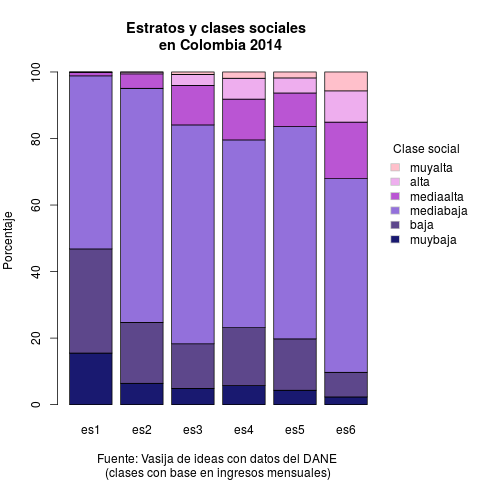 Estratos y clases sociales
en Colombia 2014
Porcentaje
100
80
60
40
20
0
es1 es2 es3 es4 es5 es6
Clase social
muyalta
alta
mediaalta
mediabaja
baja
muybaja
Fuente: Vasija de ideas con datos del DANE
(clases con base en ingresos mensuales)